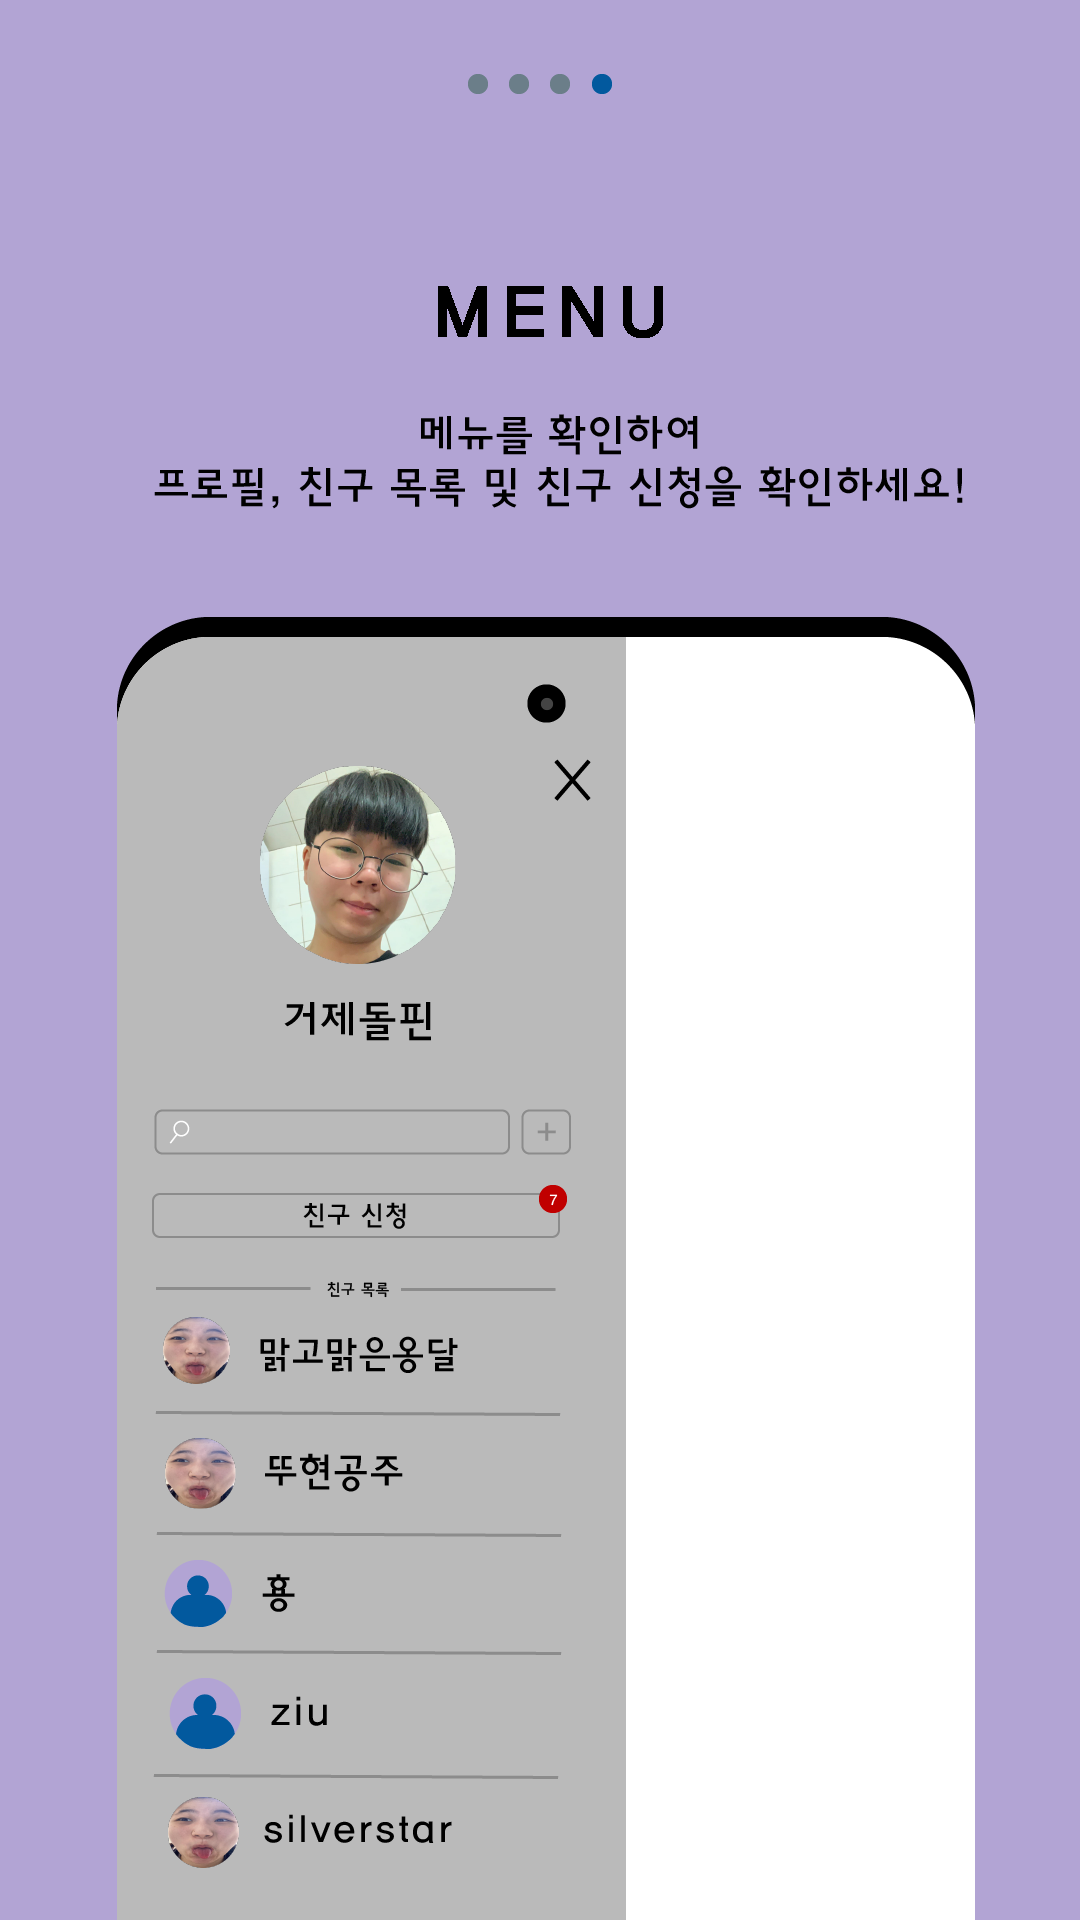 MENU
메뉴를 확인하여
프로필, 친구 목록 및 친구 신청을 확인하세요!
거제돌핀
친구 신청
7
친구 목록
맑고맑은옹달
뚜현공주
횽
ziu
silverstar